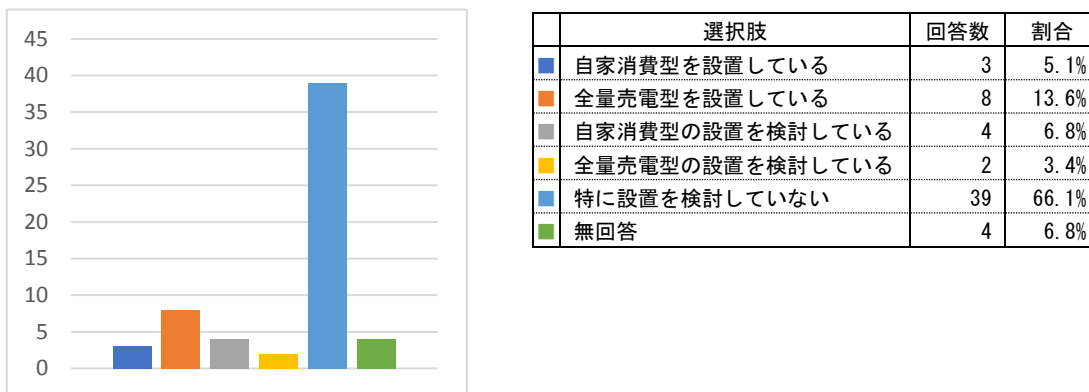 45
40
35
30
25
20
15
10
5
0
選択肢 回答数 割合
自家消費型を設置している 3 5.1%
全量売電型を設置している 8 13.6%
自家消費型の設置を検討している 4 6.8%
全量売電型の設置を検討している 2 3.4%
特に設置を検討していない 39 66.1%
無回答 4 6.8%